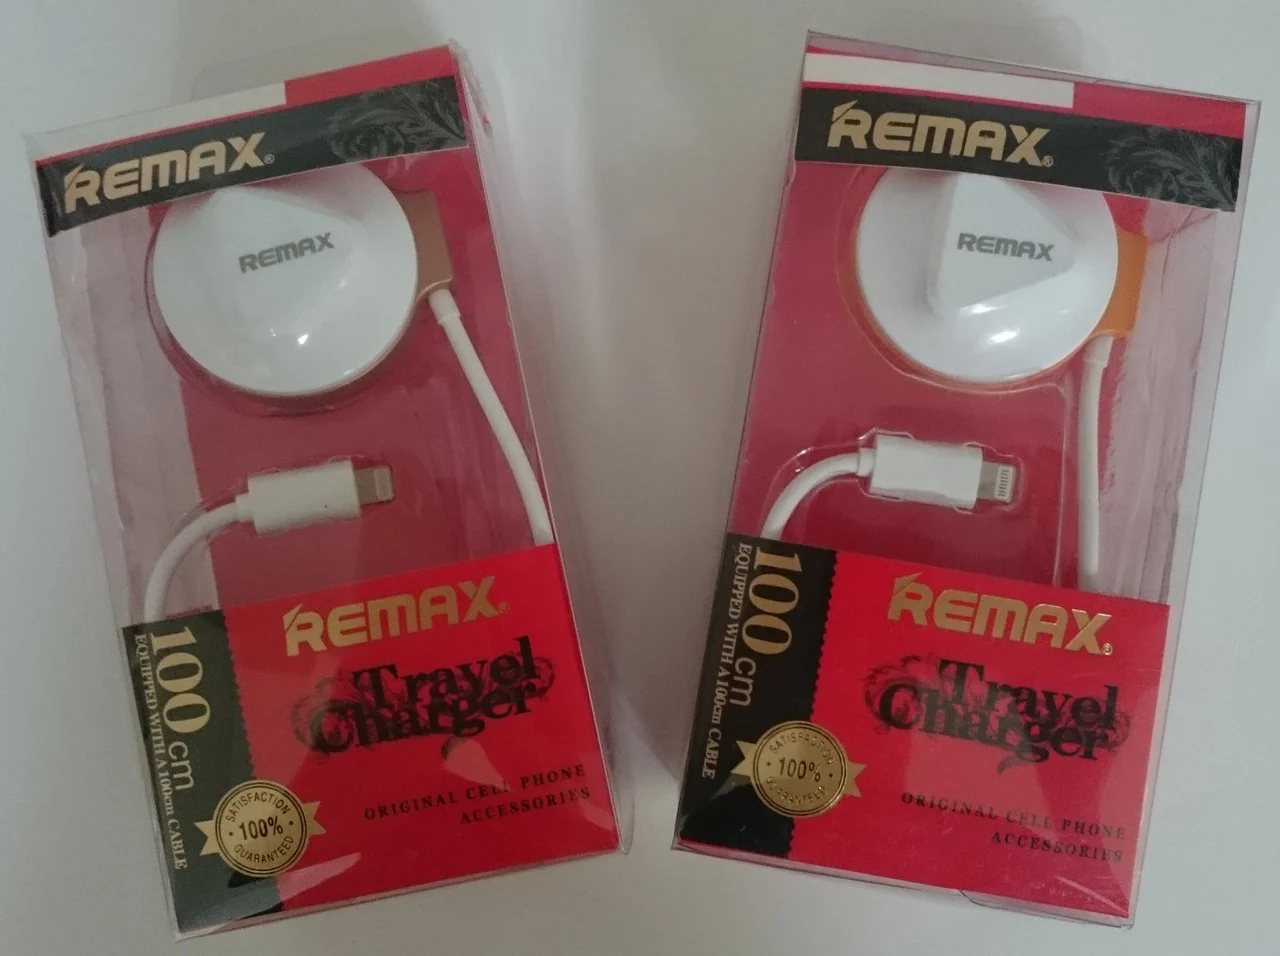 REMAX®
REMAX
100 cm
EQUIPPED WITH A 100cm CABLE
REMAX®
Travel
Charger
SATISFACTION
100%
GUARANTEED
ORIGINAL CELL PHONE
ACCESSORIES
REMAX®
REMAX
100 cm
EQUIPPED WITH A 100cm CABLE
REMAX®
Travel
Charger
SATISFACTION
100%
GUARANTEED
ORIGINAL CELL PHONE
ACCESSORIES